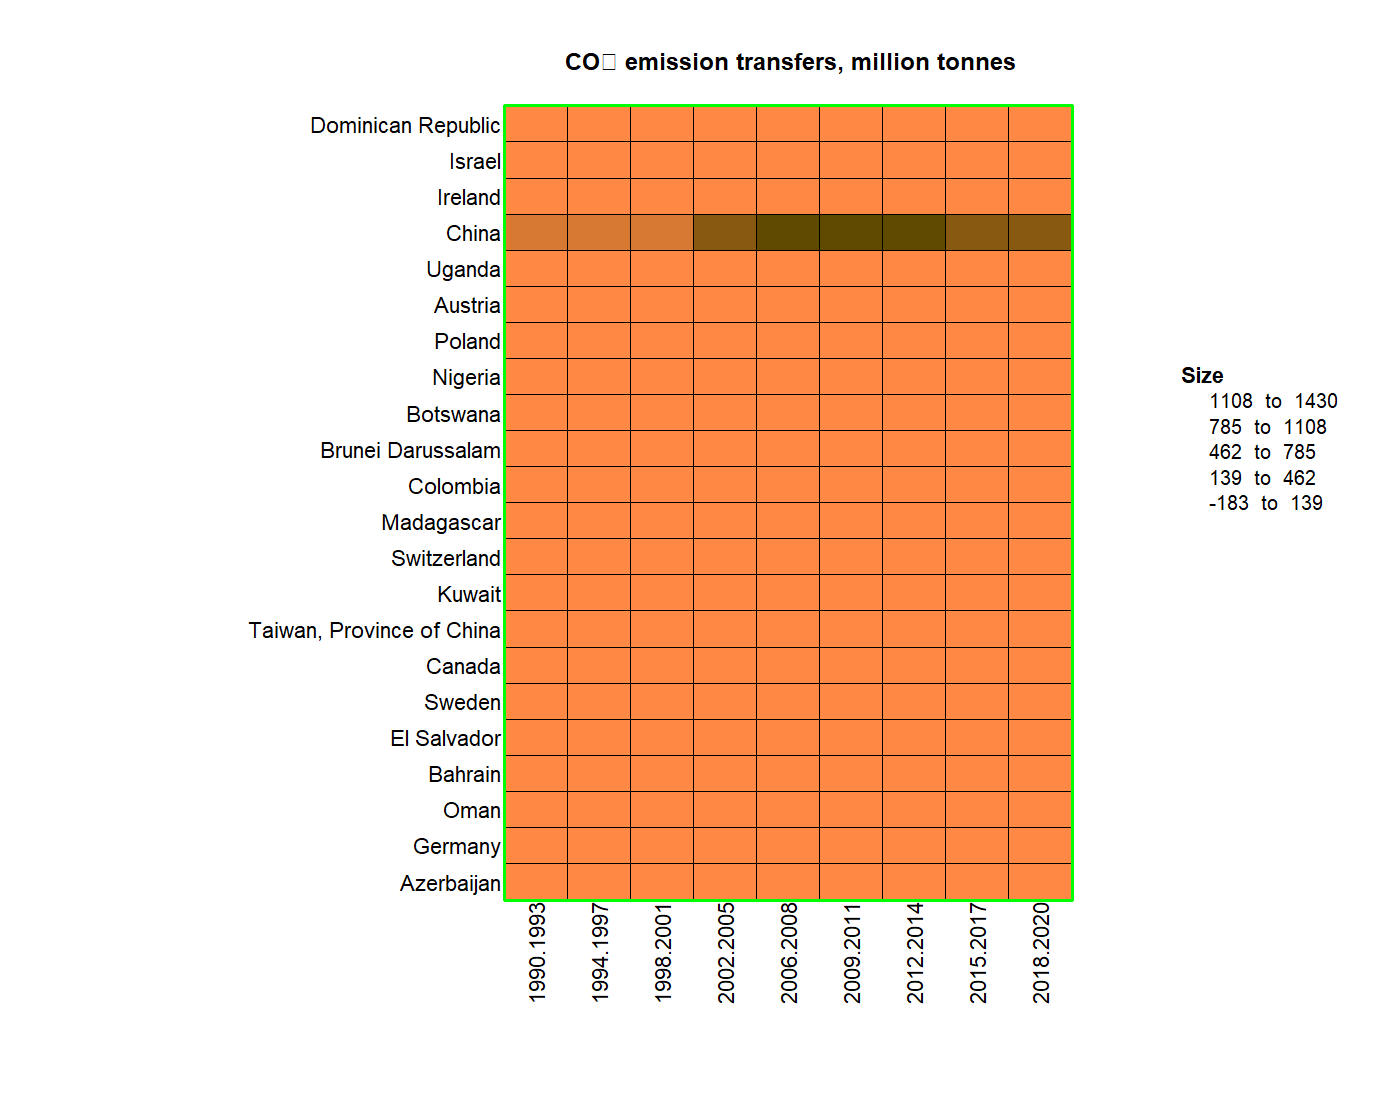 CO□ emission transfers, million tonnes
Dominican Republic
Israel
Ireland
China
Uganda
Austria
Poland
Nigeria
Botswana
Brunei Darussalam
Colombia
Madagascar
Switzerland
Kuwait
Taiwan, Province of China
Canada
Sweden
El Salvador
Bahrain
Oman
Germany
Azerbaijan
1990.1993
1994.1997
1998.2001
2002.2005
2006.2008
2009.2011
2012.2014
2015.2017
2018.2020
Size
1108 to 1430
785 to 1108
462 to 785
139 to 462
-183 to 139